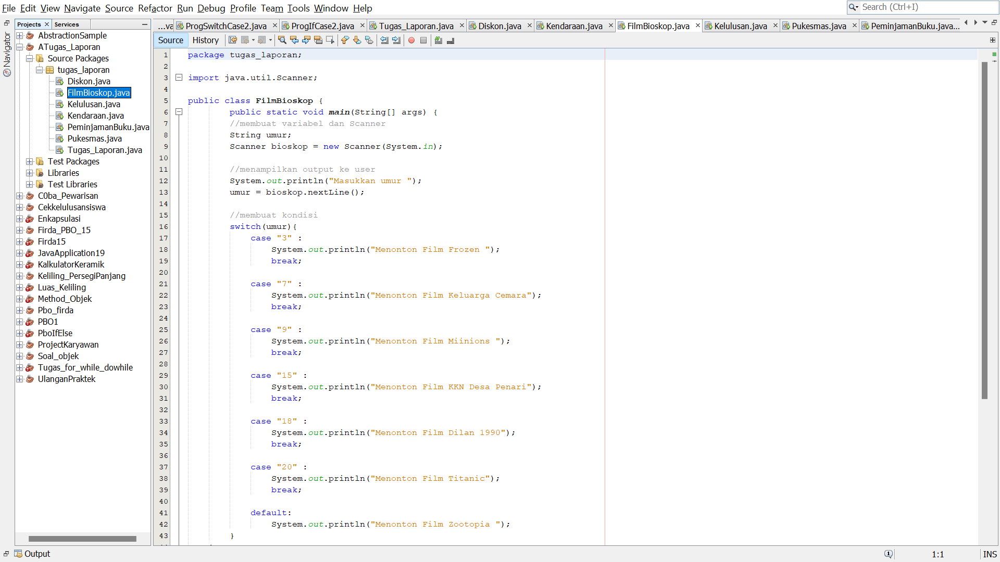 File Edit View Navigate Source Refactor Run Debug Profile Team Tools Window Help
Search (Ctrl+I)
Projects Services
...va ProgSwitchCase2.java ProgIfCase2.java Tugas_Laporan.java Diskon.java Kendaraan.java FilmBioskop.java Kelulusan.java Pukesmas.java PeminjamanBuku.java...
Navigator
Source History
AbstractionSample
ATugas_Laporan
Source Packages
tugas_laporan
Diskon.java
FilmBioskop.java
Kelulusan.java
Kendaraan.java
PeminjamanBuku.java
Pukesmas.java
Tugas_Laporan.java
Test Packages
Libraries
Test Libraries
C0ba_Pewarisan
Cekkelulusansiswa
Enkapsulasi
Firda_PBO_15
Firda15
JavaApplication19
KalkulatorKeramik
Keliling_PersegiPanjang
Luas_Keliling
Method_Objek
Pbo_firda
PBO1
PboIfElse
ProjectKaryawan
Soal_objek
Tugas_for_while_dowhile
UlanganPraktek
1 package tugas_laporan;
2
3 import java.util.Scanner;
4
5 public class FilmBioskop {
6 public static void main(String[] args) {
7 //membuat variabel dan Scanner
8 String umur;
9 Scanner bioskop = new Scanner(System.in);
10
11 //menampilkan output ke user
12 System.out.println("Masukkan umur ");
13 umur = bioskop.nextLine();
14
15 //membuat kondisi
16 switch(umur){
17 case "3" :
18 System.out.println("Menonton Film Frozen ");
19 break;
20
21 case "7" :
22 System.out.println("Menonton Film Keluarga Cemara");
23 break;
24
25 case "9" :
26 System.out.println("Menonton Film Miinions ");
27 break;
28
29 case "15" :
30 System.out.println("Menonton Film KKN Desa Penari");
31 break;
32
33 case "18" :
34 System.out.println("Menonton Film Dilan 1990");
35 break;
36
37 case "20" :
38 System.out.println("Menonton Film Titanic");
39 break;
40
41 default:
42 System.out.println("Menonton Film Zootopia ");
43 }
Output
1
1:1
INS